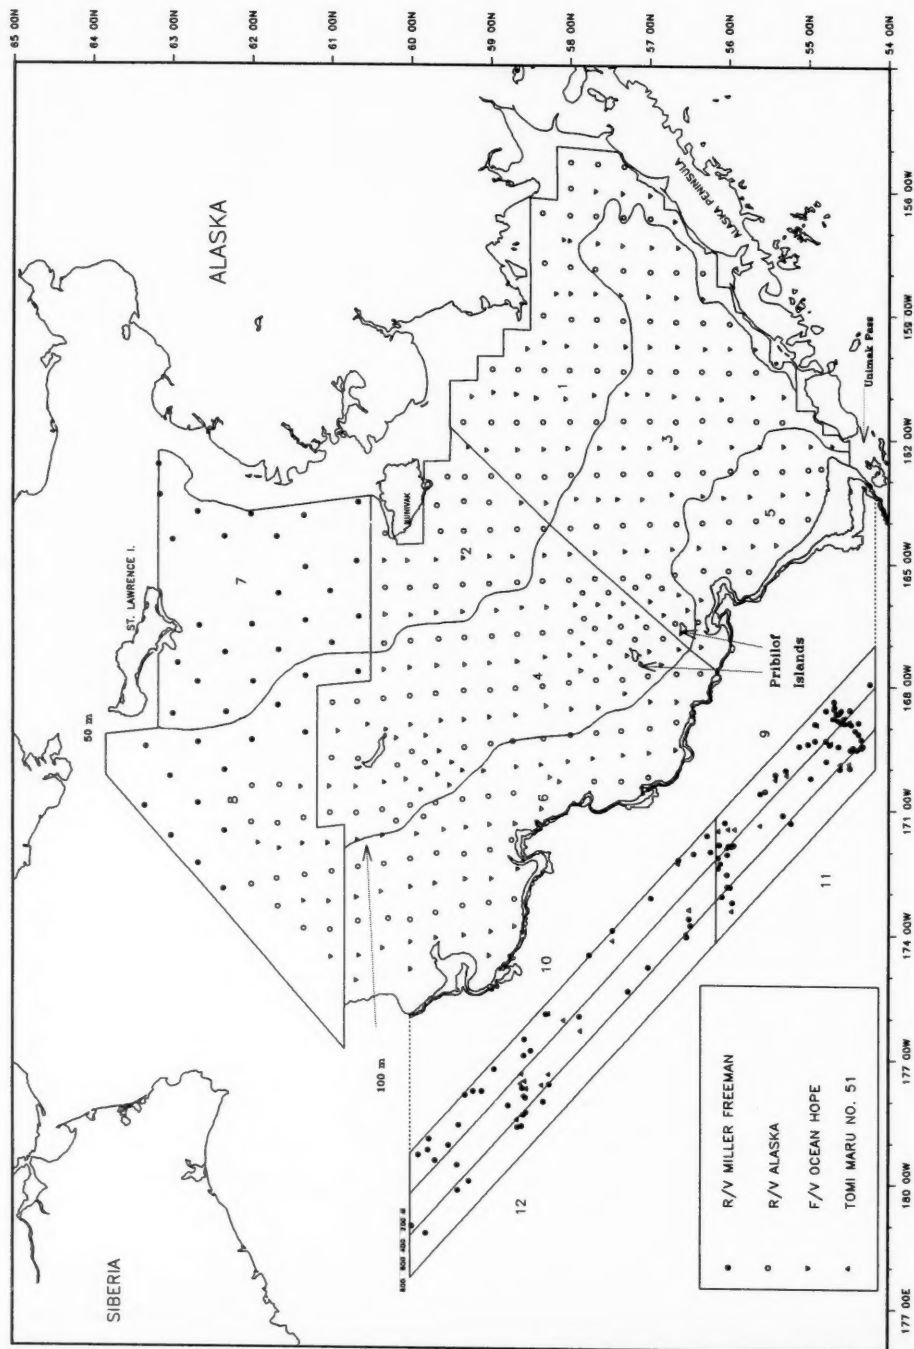 65 00N
64 00N
63 00N
62 00N
61 00N
60 00N
59 00N
58 00N
57 00N
56 00N
55 00N
54 00N
SIBERIA
ALASKA
ST. LAWRENCE I.
NUNIVAK
ALASKA PENINSULA
Unimak Pass
Pribilof
Islands
50 m
100 m
1
2
3
4
5
6
7
8
9
10
11
12
800 600 400 200 M
R/V MILLER FREEMAN
R/V ALASKA
F/V OCEAN HOPE
TOMI MARU NO. 51
177 00E
180 00W
177 00W
174 00W
171 00W
168 00W
165 00W
162 00W
159 00W
156 00W